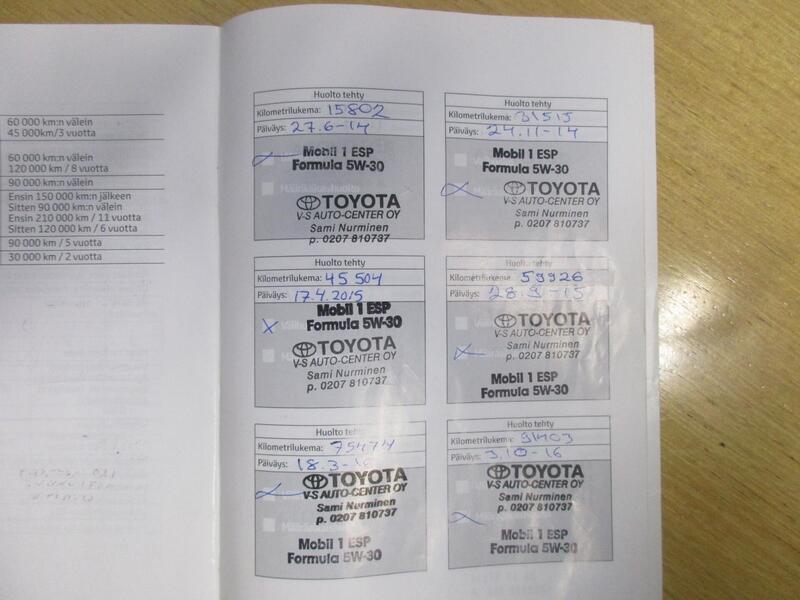 60 000 km:n välein
45 000km/3 vuotta
60 000 km:n välein
120 000 km / 8 vuotta
90 000 km:n välein
Ensin 150 000 km:n jälkeen
Sitten 90 000 km:n välein
Ensin 210 000 km / 11 vuotta
Sitten 120 000 km / 6 vuotta
90 000 km / 5 vuotta
30 000 km / 2 vuotta
Huolto tehty
Kilometrilukema: 15802
Päiväys: 27.6-14
Mobil 1 ESP
Formula 5W-30
Määräaikaishuolto
TOYOTA
V-S AUTO-CENTER OY
Sami Nurminen
p. 0207 810737
Huolto tehty
Kilometrilukema: 31515
Päiväys: 24.11-14
Mobil 1 ESP
Formula 5W-30
TOYOTA
V-S AUTO-CENTER OY
Sami Nurminen
p. 0207 810737
Huolto tehty
Kilometrilukema: 45 504
Päiväys: 17.4.2015
Mobil 1 ESP
Formula 5W-30
TOYOTA
V-S AUTO-CENTER OY
Sami Nurminen
p. 0207 810737
Huolto tehty
Kilometrilukema: 59926
Päiväys: 28.9-15
TOYOTA
V-S AUTO-CENTER OY
Sami Nurminen
p. 0207 810737
Mobil 1 ESP
Formula 5W-30
Huolto tehty
Kilometrilukema: 75474
Päiväys: 18.3-16
TOYOTA
V-S AUTO-CENTER OY
Sami Nurminen
p. 0207 810737
Mobil 1 ESP
Formula 5W-30
Huolto tehty
Kilometrilukema: 91403
Päiväys: 3.10-16
TOYOTA
V-S AUTO-CENTER OY
Sami Nurminen
p. 0207 810737
Mobil 1 ESP
Formula 5W-30